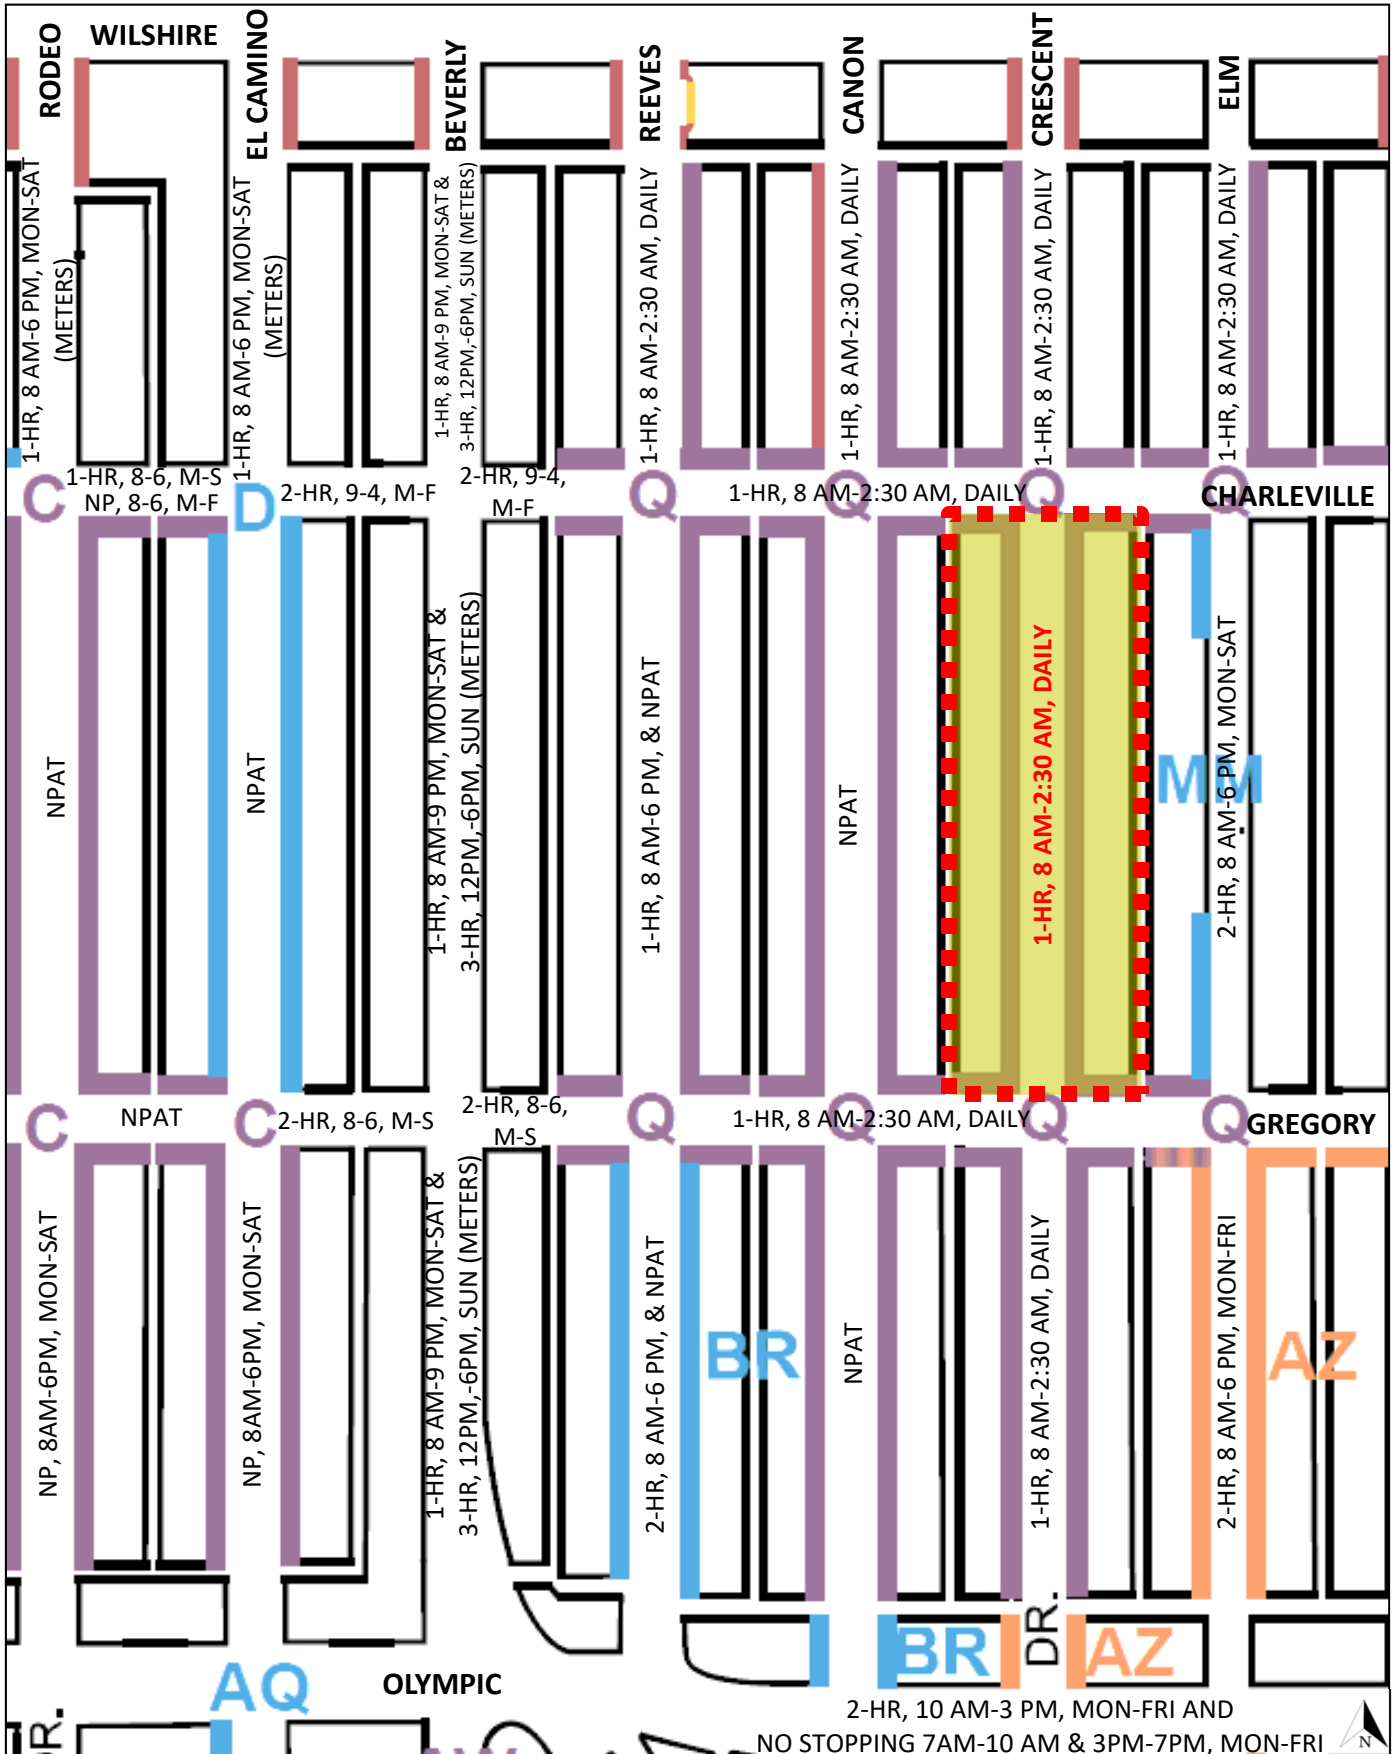 WILSHIRE
RODEO
EL CAMINO
BEVERLY
REEVES
CANON
CRESCENT
ELM
1-HR, 8 AM-6 PM, MON-SAT
(METERS)
1-HR, 8 AM-6 PM, MON-SAT
(METERS)
1-HR, 8 AM-9 PM, MON-SAT &
3-HR, 12PM,-6PM, SUN (METERS)
1-HR, 8 AM-2:30 AM, DAILY
1-HR, 8 AM-2:30 AM, DAILY
1-HR, 8 AM-2:30 AM, DAILY
1-HR, 8 AM-2:30 AM, DAILY
C
1-HR, 8-6, M-S
NP, 8-6, M-F
D
2-HR, 9-4, M-F
2-HR, 9-4,
M-F
Q
1-HR, 8 AM-2:30 AM, DAILY
Q
Q
Q
CHARLEVILLE
NPAT
NPAT
1-HR, 8 AM-9 PM, MON-SAT &
3-HR, 12PM,-6PM, SUN (METERS)
1-HR, 8 AM-6 PM, & NPAT
NPAT
1-HR, 8 AM-2:30 AM, DAILY
MM
2-HR, 8 AM-6 PM, MON-SAT
C
NPAT
C
2-HR, 8-6, M-S
2-HR, 8-6,
M-S
Q
1-HR, 8 AM-2:30 AM, DAILY
Q
Q
Q
GREGORY
NP, 8AM-6PM, MON-SAT
NP, 8AM-6PM, MON-SAT
1-HR, 8 AM-9 PM, MON-SAT &
3-HR, 12PM,-6PM, SUN (METERS)
2-HR, 8 AM-6 PM, & NPAT
BR
NPAT
1-HR, 8 AM-2:30 AM, DAILY
2-HR, 8 AM-6 PM, MON-FRI
AZ
BR
DR.
AZ
AQ
OLYMPIC
2-HR, 10 AM-3 PM, MON-FRI AND
NO STOPPING 7AM-10 AM & 3PM-7PM, MON-FRI
N